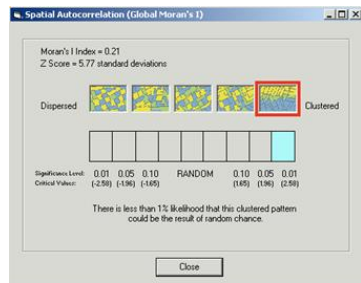 Spatial Autocorrelation (Global Moran's I)
Moran's I Index = 0.21
Z Score = 5.77 standard deviations
Dispersed
Clustered
Significance Level: 0.01 0.05 0.10 RANDOM 0.10 0.05 0.01
Critical Values: (-2.58) (-1.96) (-1.65) (1.65) (1.96) (2.58)
There is less than 1% likelihood that this clustered pattern
could be the result of random chance.
Close